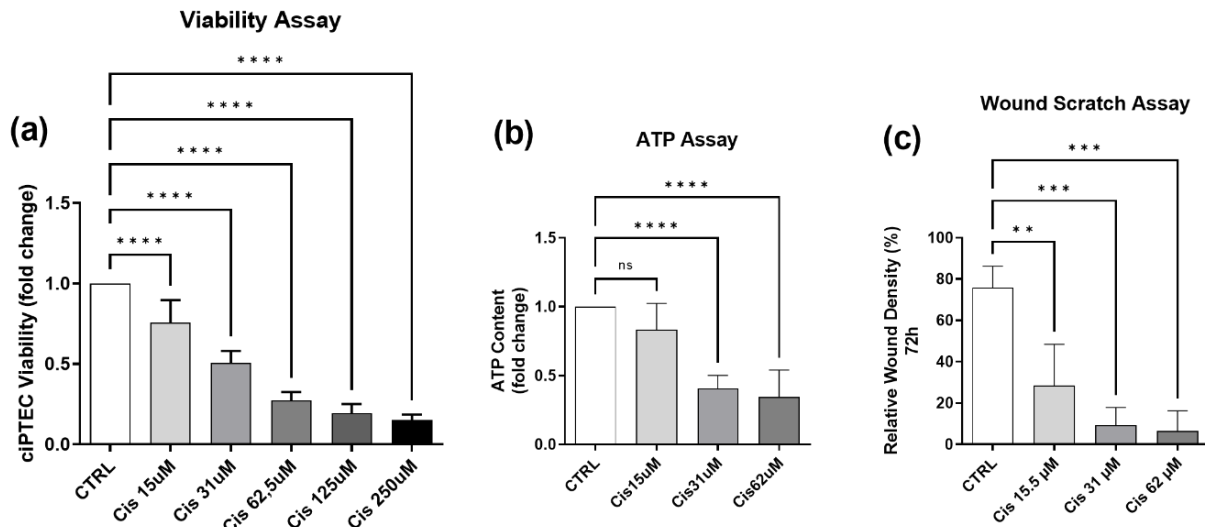 (a)
Viability Assay
****
****
****
****
****
ciPTEC Viability (fold change)
1.5
1.0
0.5
0.0
CTRL
Cis 15uM
Cis 31uM
Cis 62,5uM
Cis 125uM
Cis 250uM
(b)
ATP Assay
****
****
ns
ATP Content
(fold change)
1.5
1.0
0.5
0.0
CTRL
Cis15uM
Cis31uM
Cis62uM
(c)
Wound Scratch Assay
***
***
**
Relative Wound Density (%)
72h
100
80
60
40
20
0
CTRL
Cis 15.5 µM
Cis 31 µM
Cis 62 µM